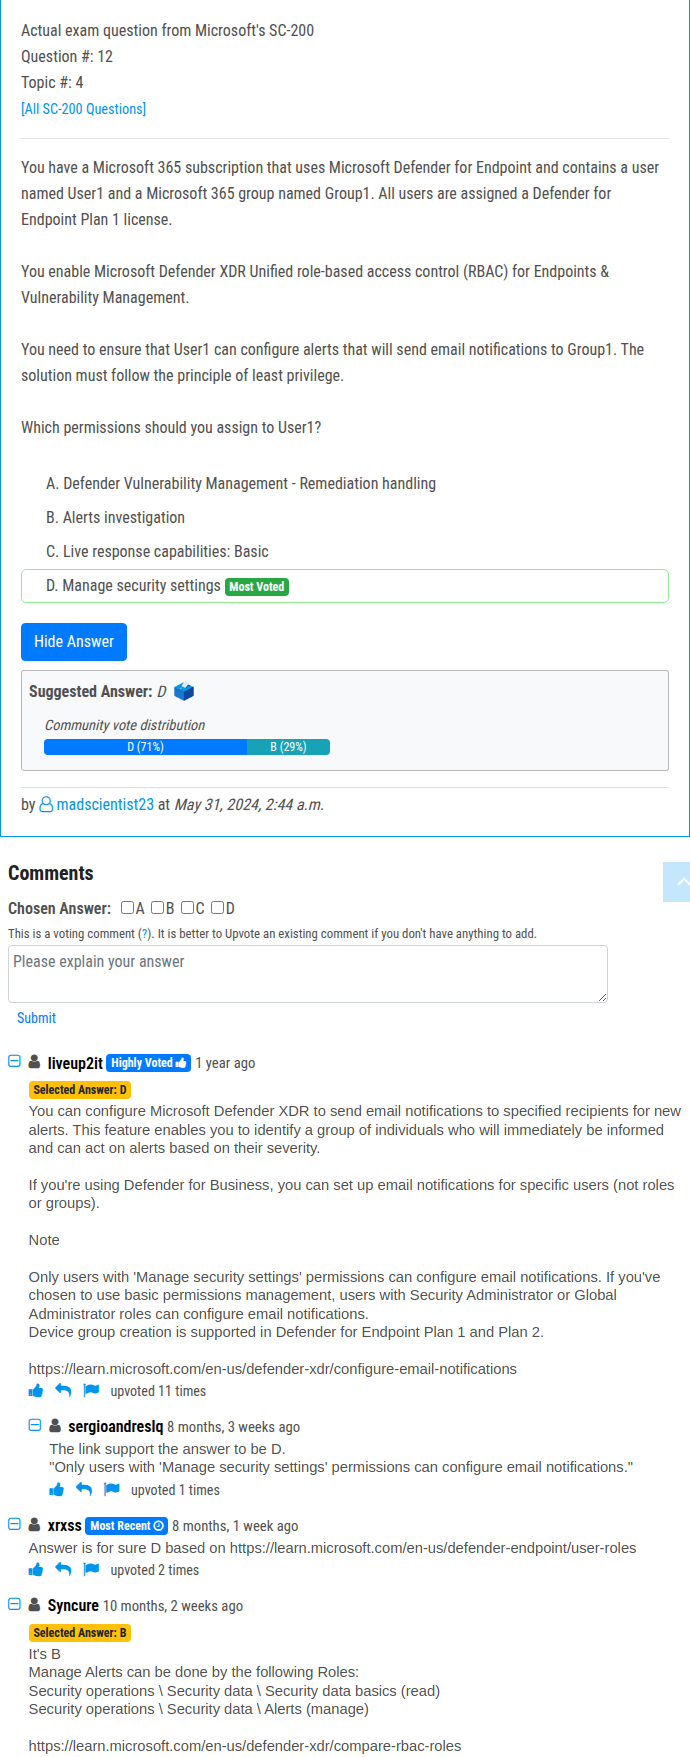 Actual exam question from Microsoft's SC-200
Question #: 12
Topic #: 4
[All SC-200 Questions]
You have a Microsoft 365 subscription that uses Microsoft Defender for Endpoint and contains a user
named User1 and a Microsoft 365 group named Group1. All users are assigned a Defender for
Endpoint Plan 1 license.
You enable Microsoft Defender XDR Unified role-based access control (RBAC) for Endpoints &
Vulnerability Management.
You need to ensure that User1 can configure alerts that will send email notifications to Group1. The
solution must follow the principle of least privilege.
Which permissions should you assign to User1?
A. Defender Vulnerability Management - Remediation handling
B. Alerts investigation
C. Live response capabilities: Basic
D. Manage security settings Most Voted
Hide Answer
Suggested Answer: D
Community vote distribution
D (71%) B (29%)
by madscientist23 at May 31, 2024, 2:44 a.m.
Comments
Chosen Answer: A B C D
This is a voting comment (?). It is better to Upvote an existing comment if you don't have anything to add.
Please explain your answer
Submit
liveup2it Highly Voted 1 year ago
Selected Answer: D
You can configure Microsoft Defender XDR to send email notifications to specified recipients for new
alerts. This feature enables you to identify a group of individuals who will immediately be informed
and can act on alerts based on their severity.
If you're using Defender for Business, you can set up email notifications for specific users (not roles
or groups).
Note
Only users with 'Manage security settings' permissions can configure email notifications. If you've
chosen to use basic permissions management, users with Security Administrator or Global
Administrator roles can configure email notifications.
Device group creation is supported in Defender for Endpoint Plan 1 and Plan 2.
https://learn.microsoft.com/en-us/defender-xdr/configure-email-notifications
upvoted 11 times
sergioandreslq 8 months, 3 weeks ago
The link support the answer to be D.
"Only users with 'Manage security settings' permissions can configure email notifications."
upvoted 1 times
xrxss Most Recent 8 months, 1 week ago
Answer is for sure D based on https://learn.microsoft.com/en-us/defender-endpoint/user-roles
upvoted 2 times
Syncure 10 months, 2 weeks ago
Selected Answer: B
It's B
Manage Alerts can be done by the following Roles:
Security operations \ Security data \ Security data basics (read)
Security operations \ Security data \ Alerts (manage)
https://learn.microsoft.com/en-us/defender-xdr/compare-rbac-roles